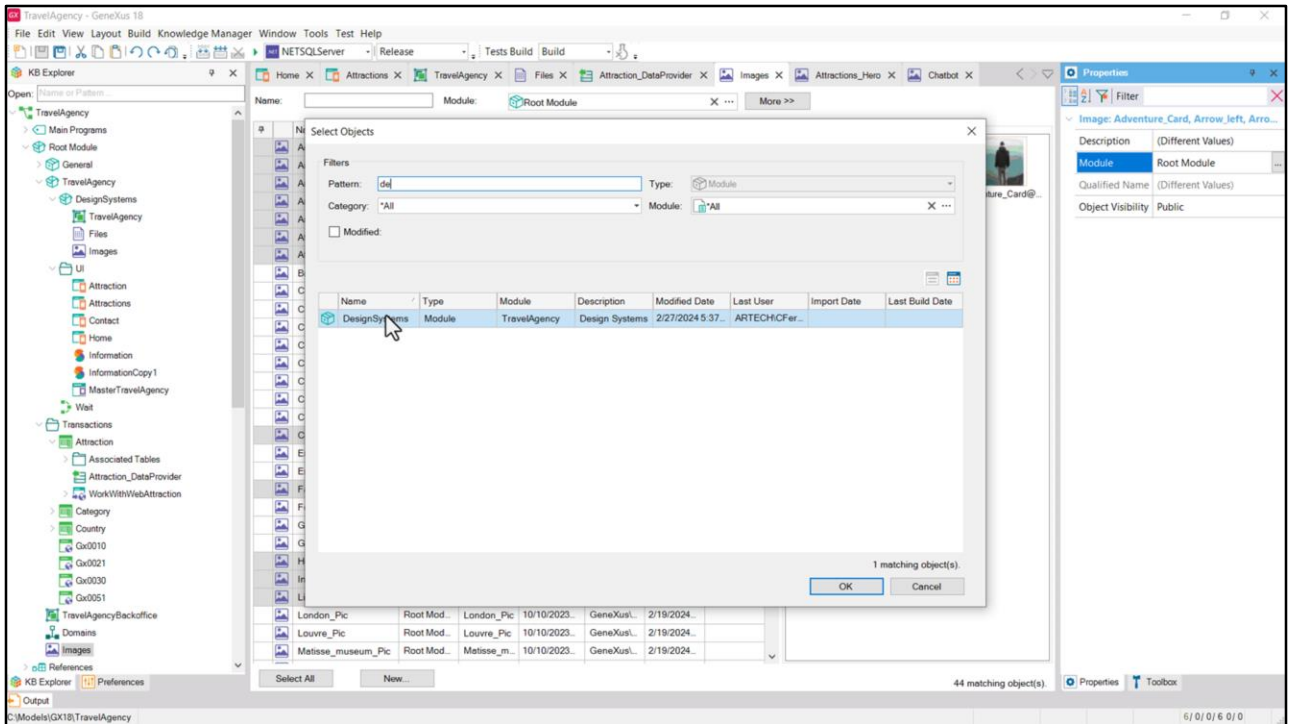 TravelAgency - GeneXus 18
File Edit View Layout Build Knowledge Manager Window Tools Test Help
NETSQLServer Release Tests Build Build
KB Explorer
Open: Name or Pattern...
TravelAgency
Main Programs
Root Module
General
TravelAgency
DesignSystems
TravelAgency
Files
Images
UI
Attraction
Attractions
Contact
Home
Information
InformationCopy1
MasterTravelAgency
Wait
Transactions
Attraction
Associated Tables
Attraction_DataProvider
WorkWithWebAttraction
Category
Country
Gx0010
Gx0021
Gx0030
Gx0051
TravelAgencyBackoffice
Domains
Images
References
KB Explorer Preferences
Output
C:\Models\GX18\TravelAgency
Home X Attractions X TravelAgency X Files X Attraction_DataProvider X Images X Attractions_Hero X Chatbot X
Name: Module: Root Module X ... More >>
Select Objects
Filters
Pattern: de Type: Module
Category: *All Module: *All X ...
Modified:
Name Type Module Description Modified Date Last User Import Date Last Build Date
DesignSystems Module TravelAgency Design Systems 2/27/2024 5:37... ARTECH\CFer...
1 matching object(s).
OK Cancel
London_Pic Root Mod... London_Pic 10/10/2023... GeneXus\... 2/19/2024...
Louvre_Pic Root Mod... Louvre_Pic 10/10/2023... GeneXus\... 2/19/2024...
Matisse_museum_Pic Root Mod... Matisse_m... 10/10/2023... GeneXus\... 2/19/2024...
Select All New... 44 matching object(s).
ture_Card@...
Properties
Filter
Image: Adventure_Card, Arrow_left, Arro...
Description (Different Values)
Module Root Module ...
Qualified Name (Different Values)
Object Visibility Public
Properties Toolbox
6/ 0/ 0/ 6 0/ 0